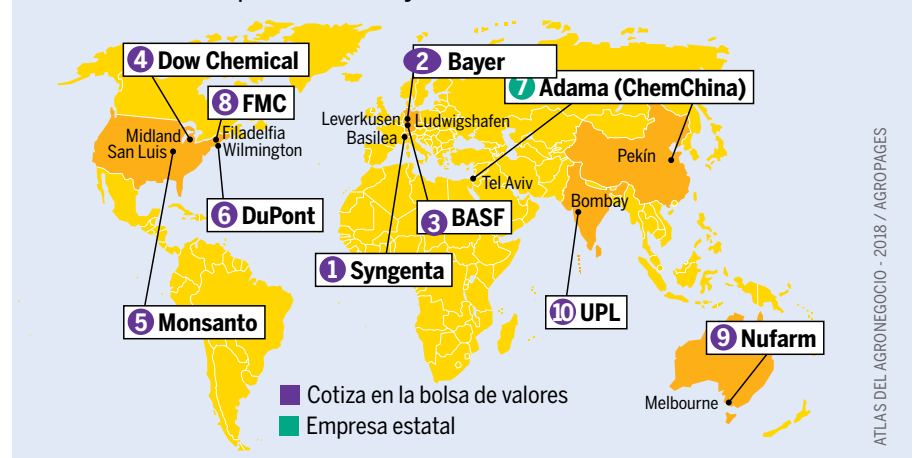 4 Dow Chemical
2 Bayer
7 Adama (ChemChina)
8 FMC
Leverkusen
Ludwigshafen
Basilea
Midland
San Luis
Filadelfia
Wilmington
Pekín
Tel Aviv
Bombay
6 DuPont
3 BASF
1 Syngenta
5 Monsanto
10 UPL
9 Nufarm
Melbourne
Cotiza en la bolsa de valores
Empresa estatal
ATLAS DEL AGRONEGOCIO - 2018 / AGROPAGES